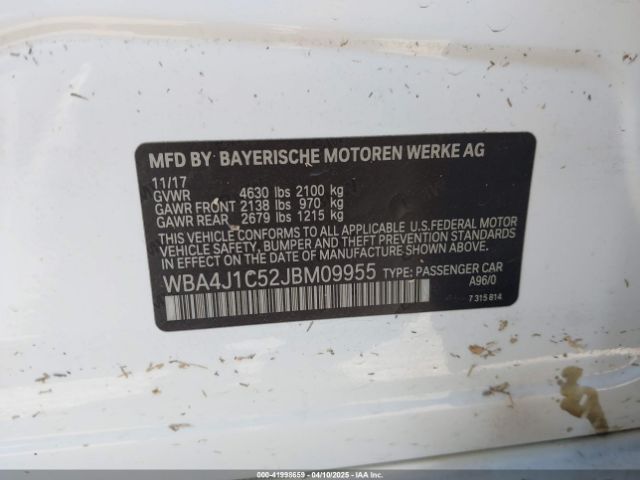 MFD BY BAYERISCHE MOTOREN WERKE AG
11/17
GVWR 4630 lbs 2100 kg
GAWR FRONT 2138 lbs 970 kg
GAWR REAR 2679 lbs 1215 kg
THIS VEHICLE CONFORMS TO ALL APPLICABLE U.S.FEDERAL MOTOR
VEHICLE SAFETY, BUMPER AND THEFT PREVENTION STANDARDS
IN EFFECT ON THE DATE OF MANUFACTURE SHOWN ABOVE.
WBA4J1C52JBM09955 TYPE: PASSENGER CAR
A96/0
7 315 814
000-41998659 - 04/10/2025 - IAAI.COM